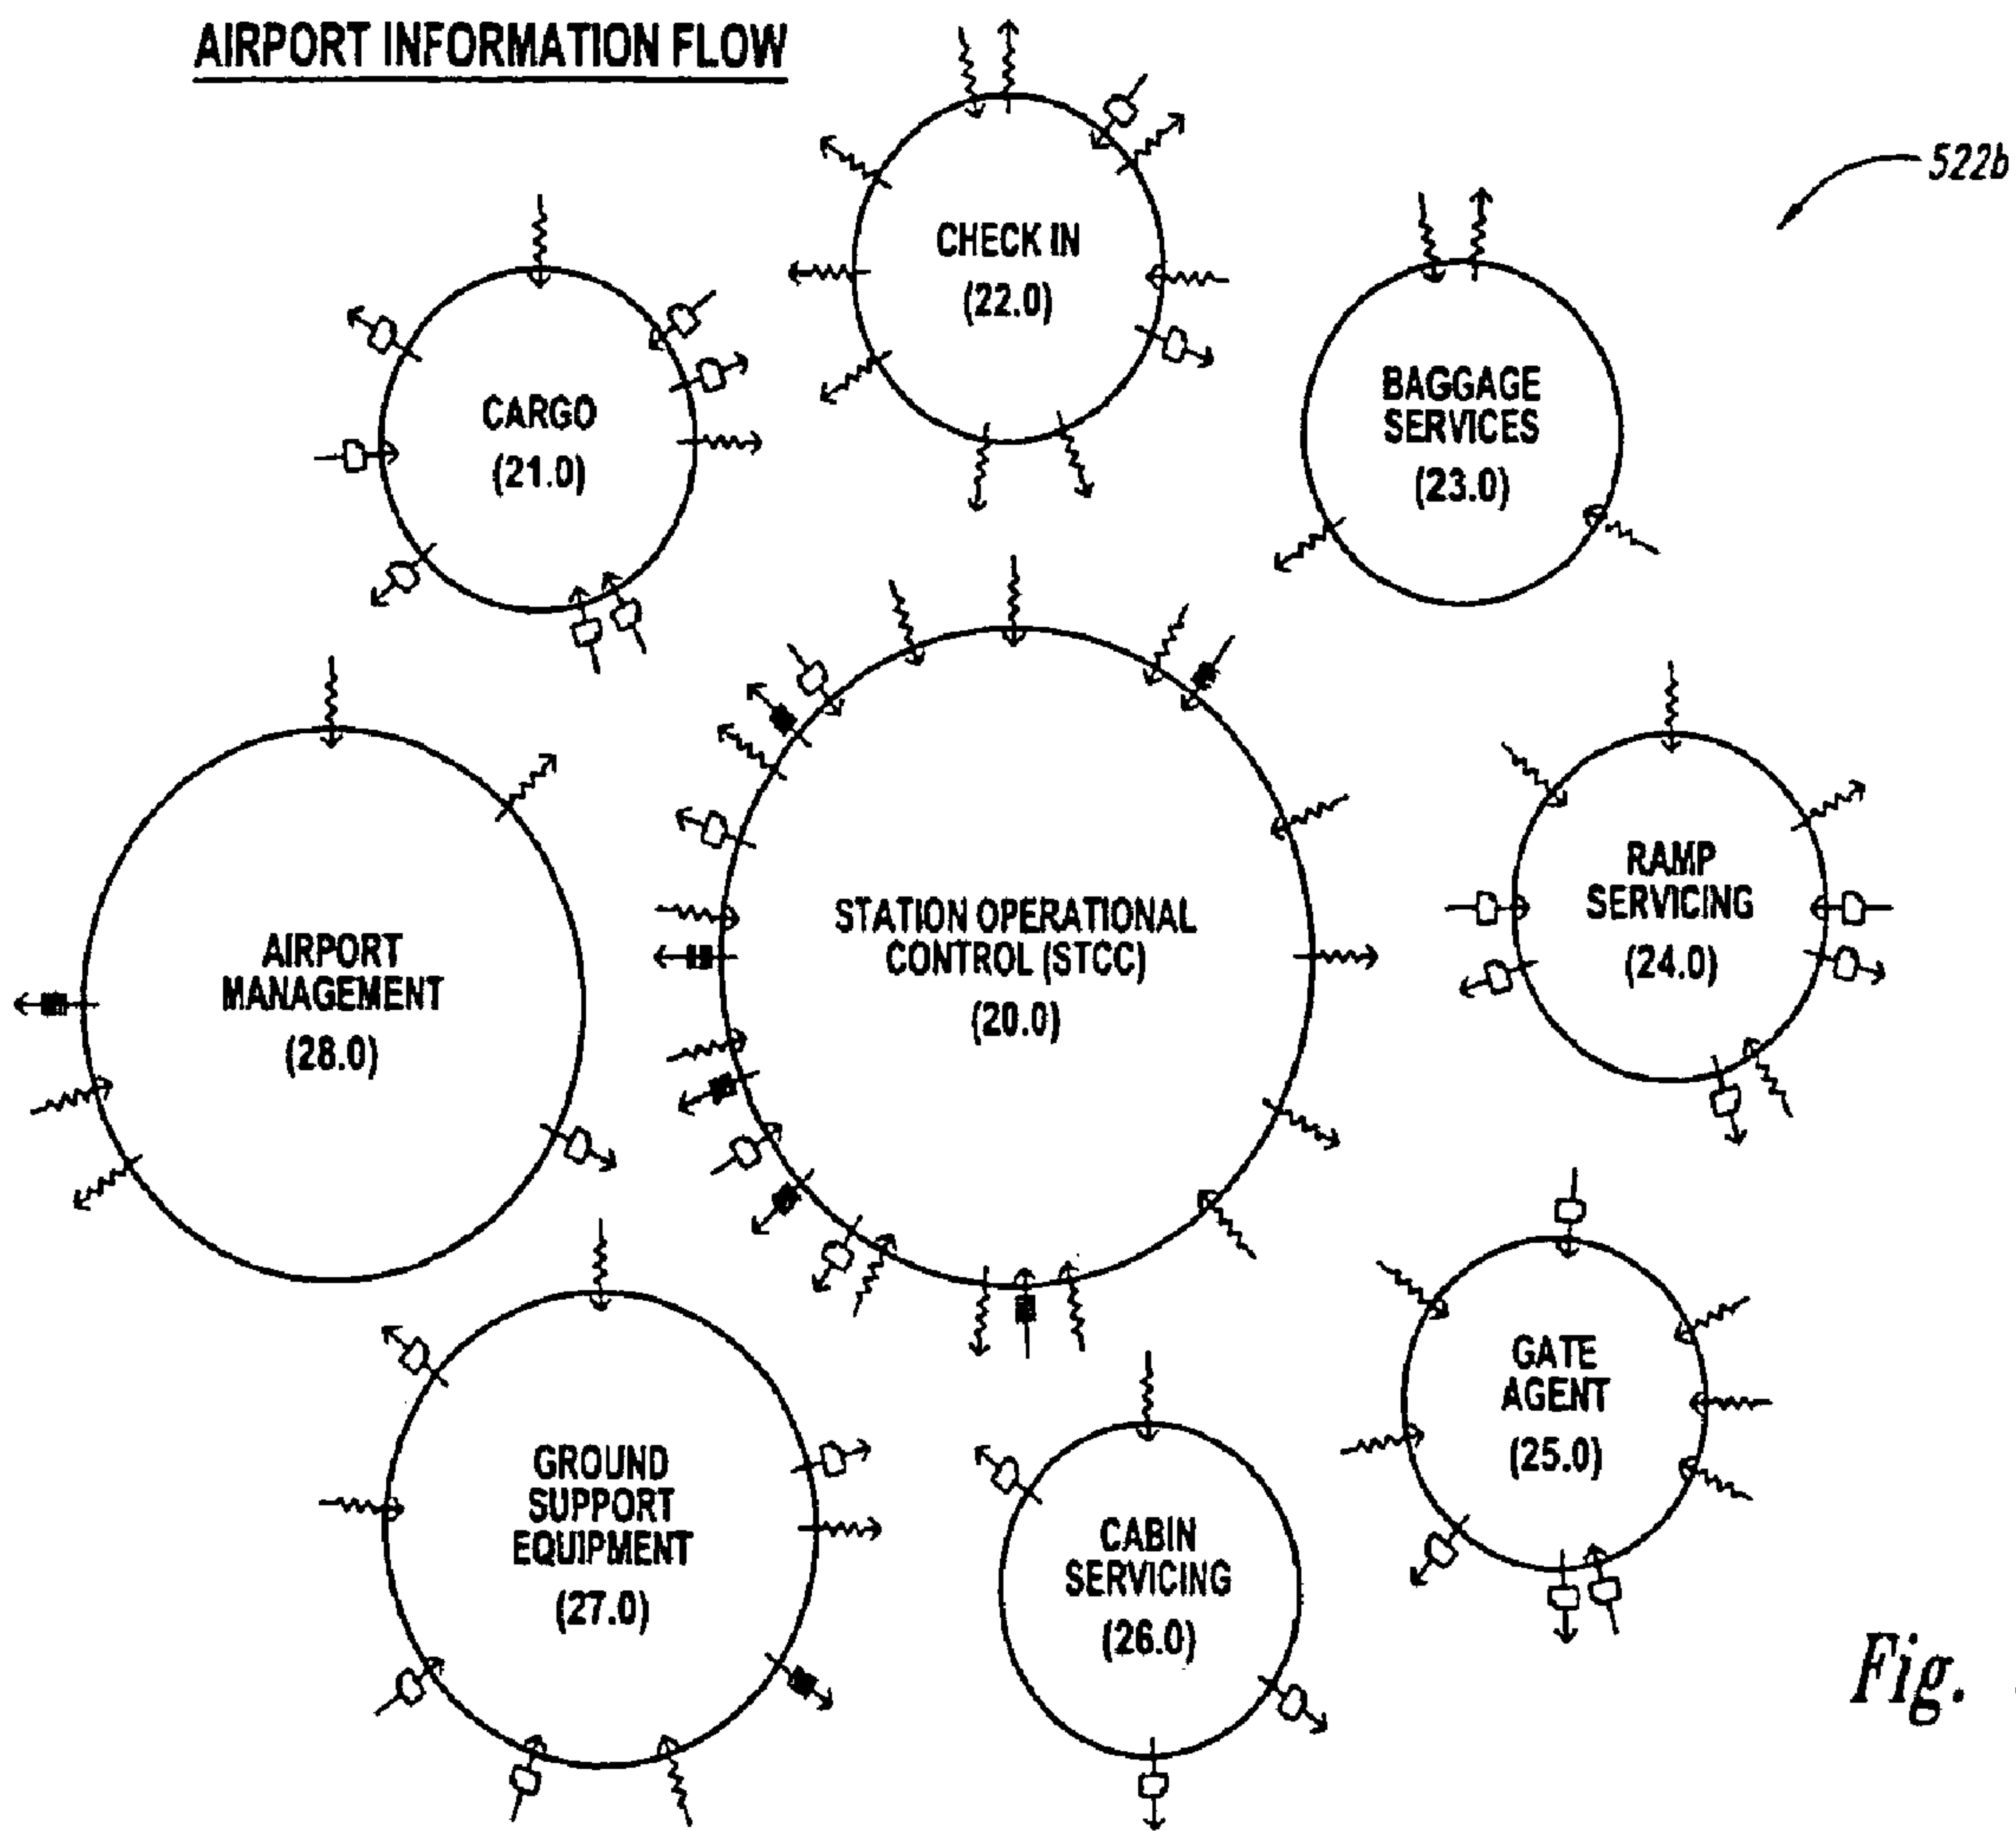 AIRPORT INFORMATION FLOW
522b
CHECK IN
(22.0)
CARGO
(21.0)
BAGGAGE
SERVICES
(23.0)
STATION OPERATIONAL
CONTROL (STCC)
(20.0)
RAMP
SERVICING
(24.0)
AIRPORT
MANAGEMENT
(28.0)
GATE
AGENT
(25.0)
GROUND
SUPPORT
EQUIPMENT
(27.0)
CABIN
SERVICING
(26.0)
Fig.